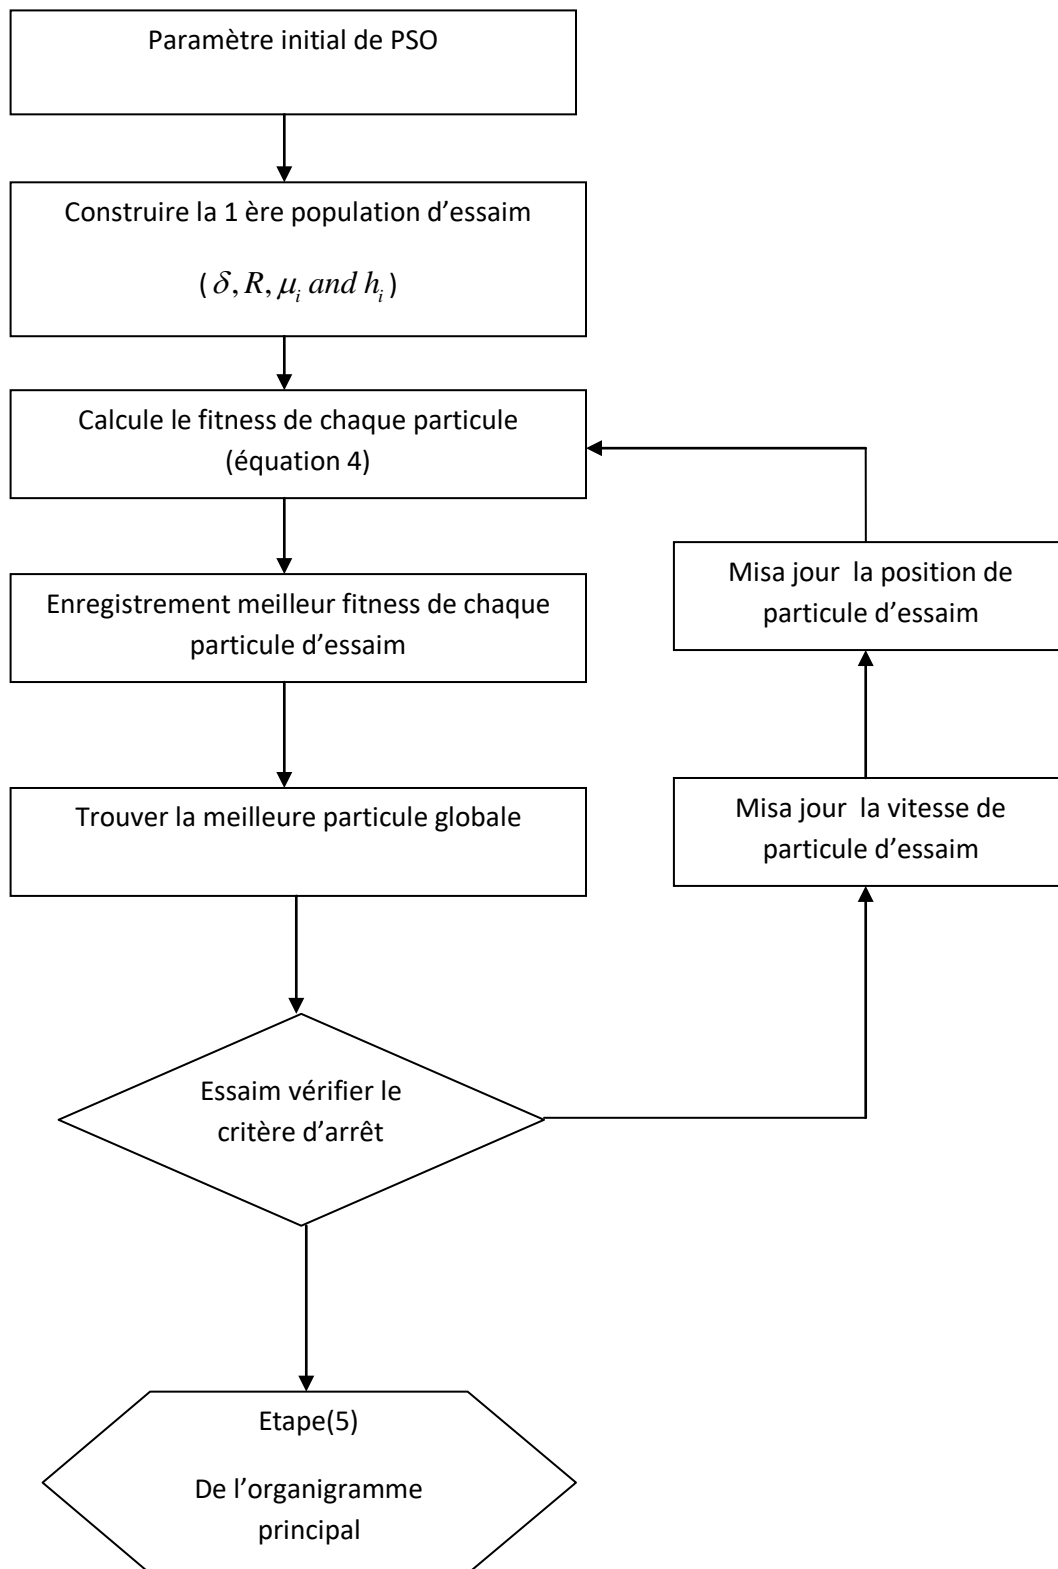 Paramètre initial de PSO
Construire la 1 ère population d’essaim
( δ, R, μᵢ and hᵢ )
Calcule le fitness de chaque particule
(équation 4)
Enregistrement meilleur fitness de chaque
particule d’essaim
Trouver la meilleure particule globale
Essaim vérifier le
critère d’arrêt
Misa jour  la position de
particule d’essaim
Misa jour  la vitesse de
particule d’essaim
Etape(5)
De l’organigramme
principal